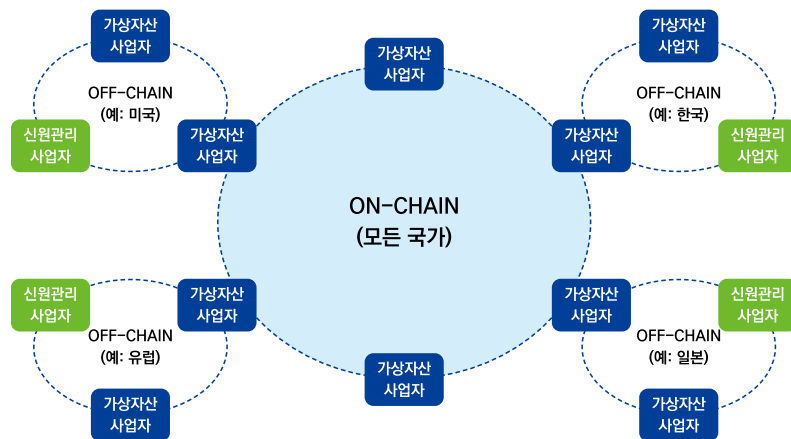 가상자산
사업자
OFF-CHAIN
(예: 미국)
신원관리
사업자
가상자산
사업자
가상자산
사업자
ON-CHAIN
(모든 국가)
가상자산
사업자
OFF-CHAIN
(예: 한국)
가상자산
사업자
신원관리
사업자
신원관리
사업자
가상자산
사업자
OFF-CHAIN
(예: 유럽)
가상자산
사업자
가상자산
사업자
가상자산
사업자
신원관리
사업자
OFF-CHAIN
(예: 일본)
가상자산
사업자